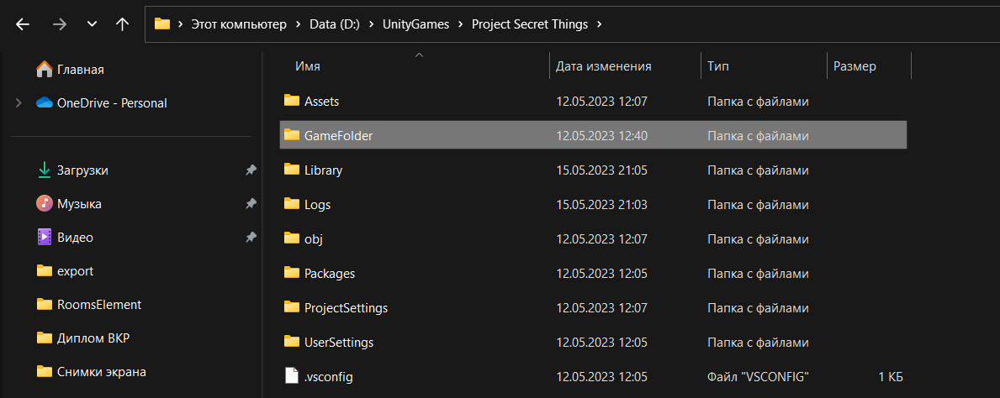 Этот компьютер > Data (D:) > UnityGames > Project Secret Things >
Имя Дата изменения Тип Размер
Главная
OneDrive - Personal
Загрузки
Музыка
Видео
export
RoomsElement
Диплом ВКР
Снимки экрана
Assets 12.05.2023 12:07 Папка с файлами
GameFolder 12.05.2023 12:40 Папка с файлами
Library 15.05.2023 21:05 Папка с файлами
Logs 15.05.2023 21:03 Папка с файлами
obj 12.05.2023 12:07 Папка с файлами
Packages 12.05.2023 12:05 Папка с файлами
ProjectSettings 12.05.2023 12:07 Папка с файлами
UserSettings 12.05.2023 12:05 Папка с файлами
.vsconfig 12.05.2023 12:05 Файл "VSCONFIG" 1 КБ